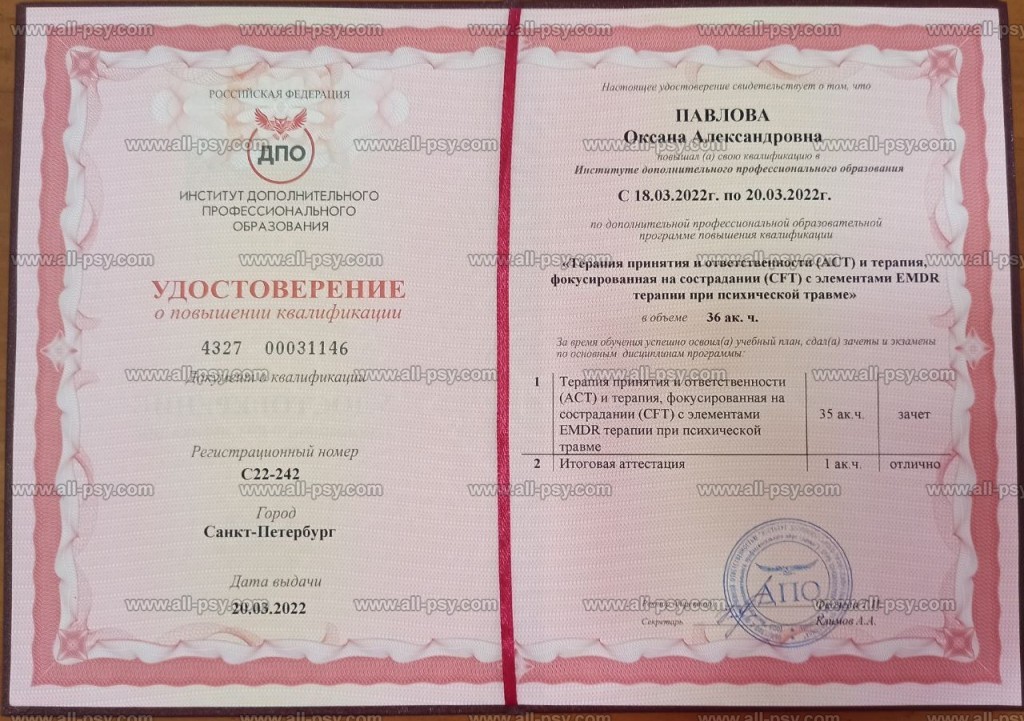 РОССИЙСКАЯ ФЕДЕРАЦИЯ
ДПО
ИНСТИТУТ ДОПОЛНИТЕЛЬНОГО
ПРОФЕССИОНАЛЬНОГО
ОБРАЗОВАНИЯ
УДОСТОВЕРЕНИЕ
о повышении квалификации
4327 00031146
Документ о квалификации
Регистрационный номер
С22-242
Город
Санкт-Петербург
Дата выдачи
20.03.2022
Настоящее удостоверение свидетельствует о том, что
ПАВЛОВА
Оксана Александровна
повышал (а) свою квалификацию в
Институте дополнительного профессионального образования
С 18.03.2022г. по 20.03.2022г.
по дополнительной профессиональной образовательной
программе повышения квалификации
«Терапия принятия и ответственности (ACT) и терапия,
фокусированная на сострадании (CFT) с элементами EMDR
терапии при психической травме»
в объеме 36 ак. ч.
За время обучения успешно освоил(а) учебный план, сдал(а) зачеты и экзамены
по основным дисциплинам программы:
1 Терапия принятия и ответственности
(ACT) и терапия, фокусированная на
сострадании (CFT) с элементами
EMDR терапии при психической
травме 35 ак.ч. зачет
2 Итоговая аттестация 1 ак.ч. отлично
ДПО
Секретарь
www.all-psy.com